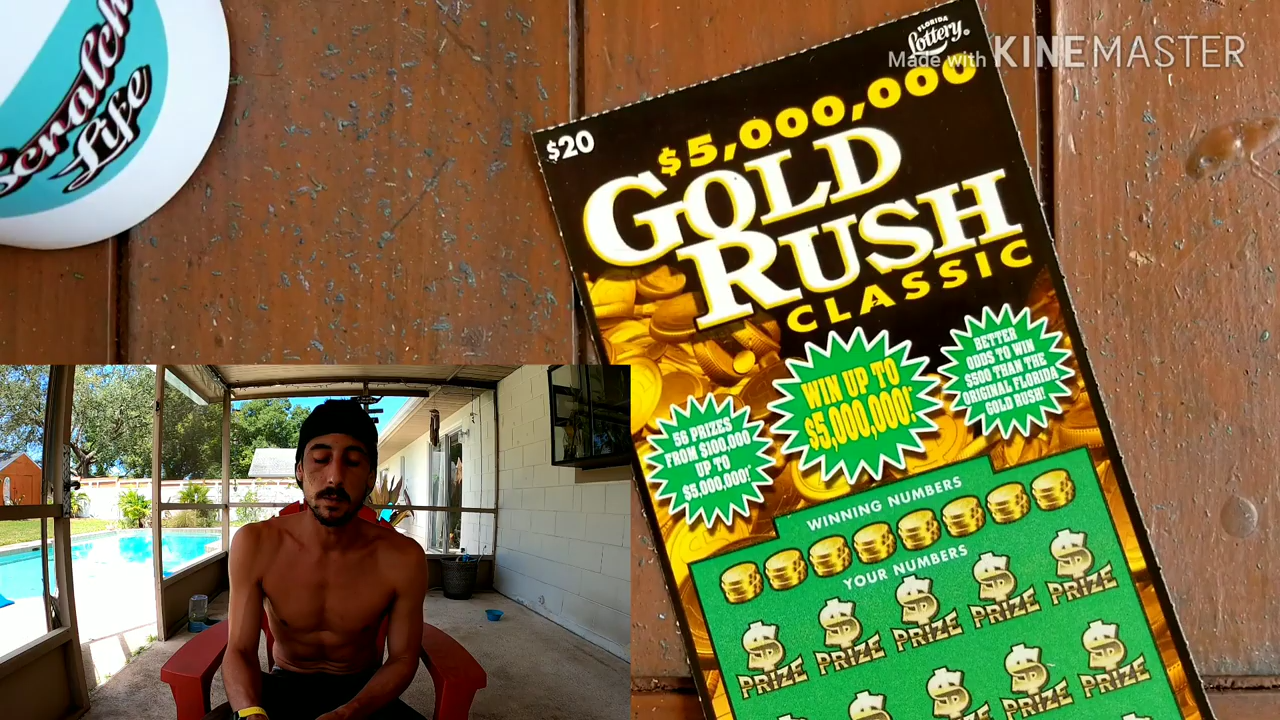 Scratch
Life
FLORIDA
Lottery
Made with KINEMASTER
$20
$5,000,000
GOLD
RUSH
CLASSIC
BETTER
ODDS TO WIN
$500 THAN THE
ORIGINAL FLORIDA
GOLD RUSH!
WIN UP TO
$5,000,000!
56 PRIZES
FROM $100,000
UP TO
$5,000,000!
WINNING NUMBERS
YOUR NUMBERS
PRIZE PRIZE PRIZE PRIZE PRIZE
PRIZE PRIZE PRIZE